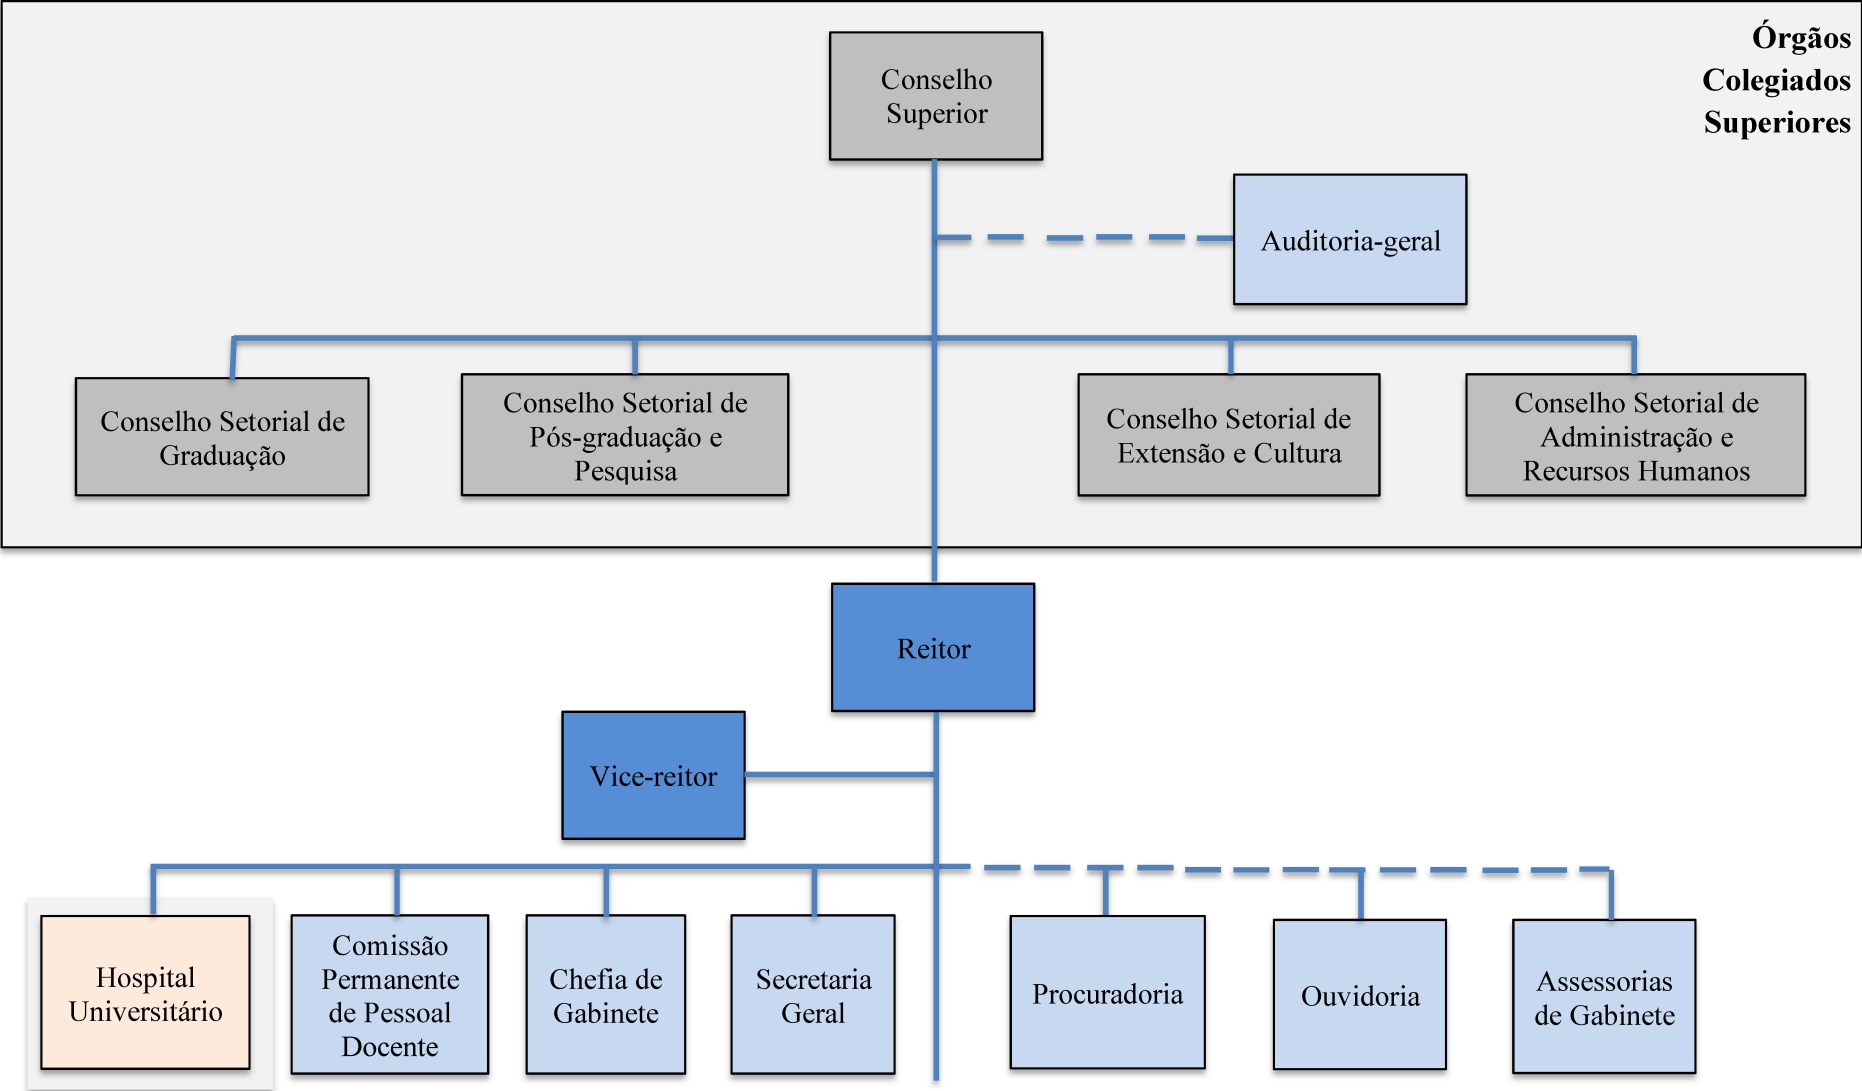 Órgãos
Colegiados
Superiores
Conselho
Superior
Auditoria-geral
Conselho Setorial de
Graduação
Conselho Setorial de
Pós-graduação e
Pesquisa
Conselho Setorial de
Extensão e Cultura
Conselho Setorial de
Administração e
Recursos Humanos
Reitor
Vice-reitor
Hospital
Universitário
Comissão
Permanente
de Pessoal
Docente
Chefia de
Gabinete
Secretaria
Geral
Procuradoria
Ouvidoria
Assessorias
de Gabinete